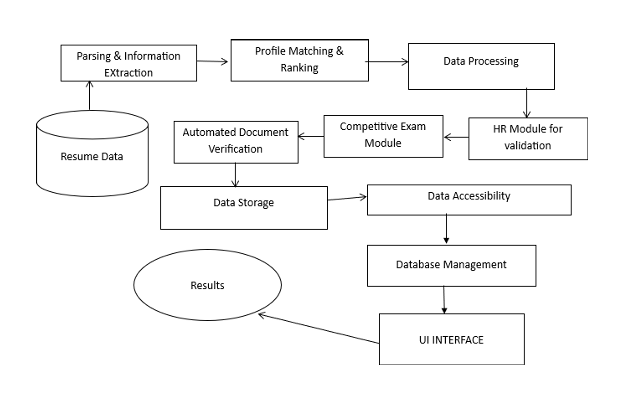 Parsing & Information
EXtraction
Profile Matching &
Ranking
Data Processing
Resume Data
Automated Document
Verification
Competitive Exam
Module
HR Module for
validation
Data Storage
Data Accessibility
Results
Database Management
UI INTERFACE